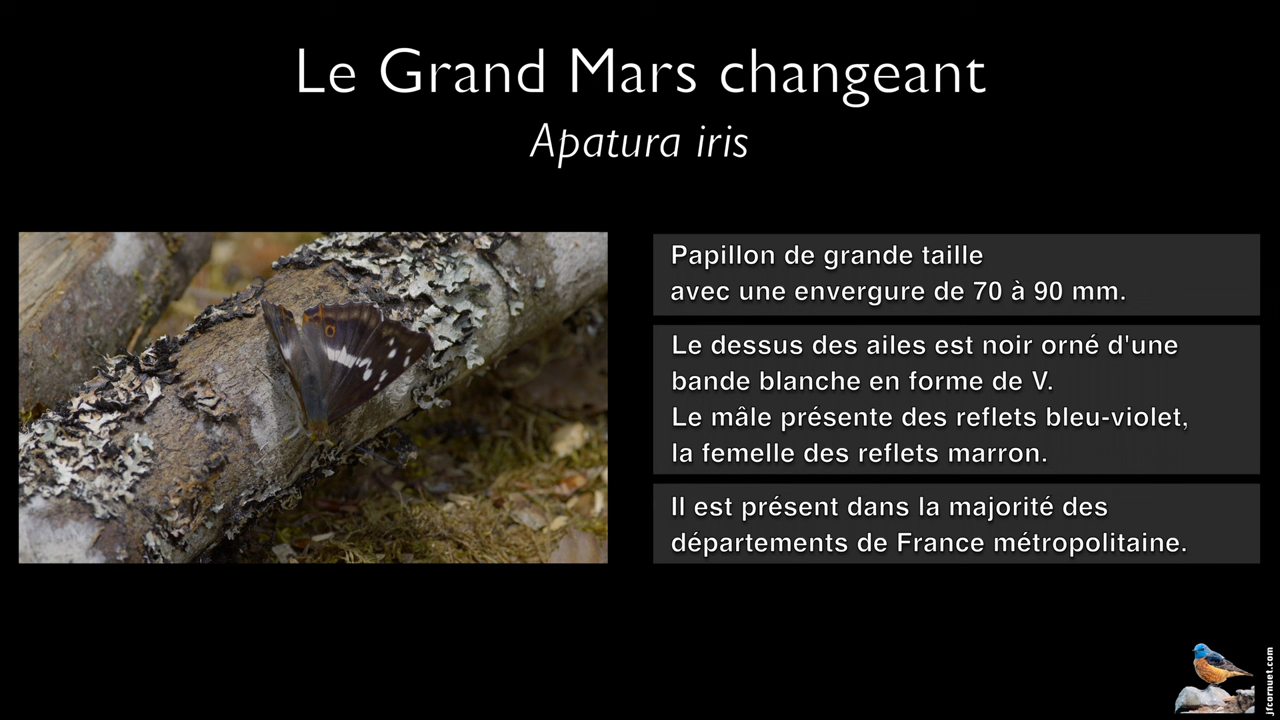 Le Grand Mars changeant
Apatura iris
Papillon de grande taille
avec une envergure de 70 à 90 mm.
Le dessus des ailes est noir orné d'une
bande blanche en forme de V.
Le mâle présente des reflets bleu-violet,
la femelle des reflets marron.
Il est présent dans la majorité des
départements de France métropolitaine.
jfcornuet.com